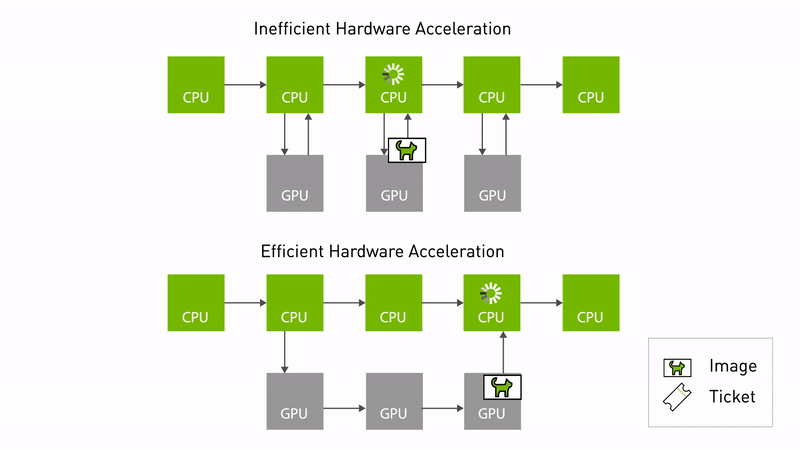 Inefficient Hardware Acceleration
CPU CPU CPU CPU CPU
GPU GPU GPU
Efficient Hardware Acceleration
CPU CPU CPU CPU CPU
GPU GPU GPU
Image
Ticket